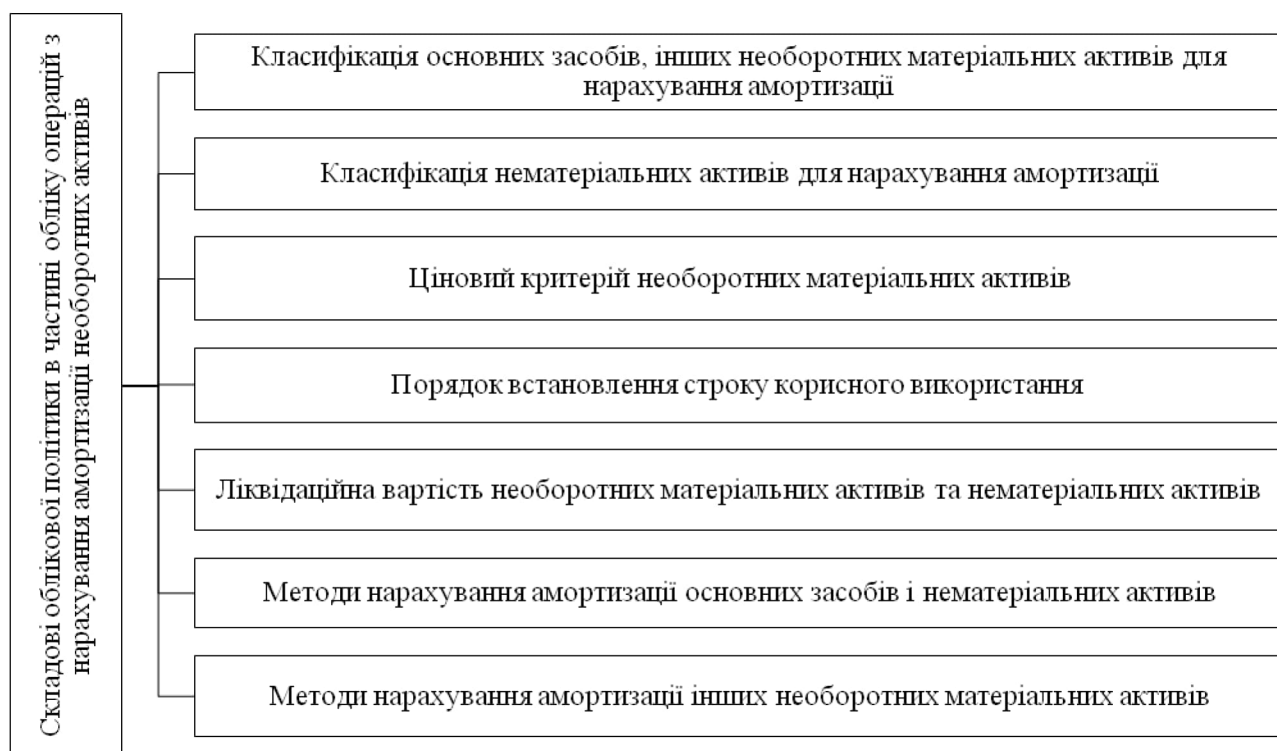 Складові облікової політики в частині обліку операцій з
нарахування амортизації необоротних активів
Класифікація основних засобів, інших необоротних матеріальних активів для
нарахування амортизації
Класифікація нематеріальних активів для нарахування амортизації
Ціновий критерій необоротних матеріальних активів
Порядок встановлення строку корисного використання
Ліквідаційна вартість необоротних матеріальних активів та нематеріальних активів
Методи нарахування амортизації основних засобів і нематеріальних активів
Методи нарахування амортизації інших необоротних матеріальних активів